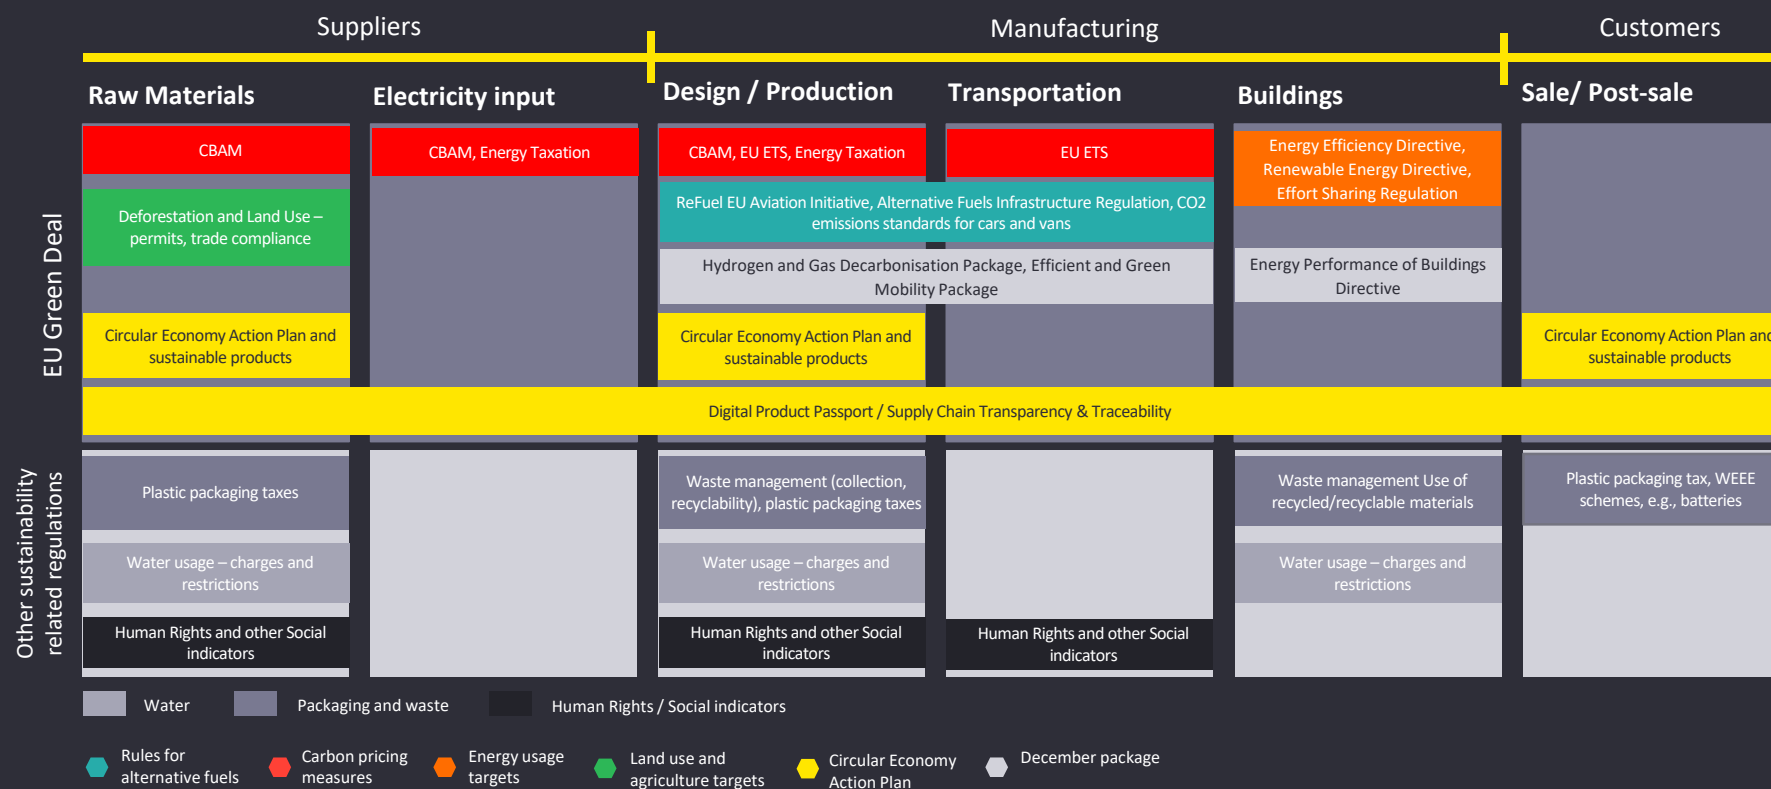 Suppliers
Manufacturing
Customers
Raw Materials
Electricity input
Design / Production
Transportation
Buildings
Sale/ Post-sale
EU Green Deal
CBAM
CBAM, Energy Taxation
CBAM, EU ETS, Energy Taxation
EU ETS
Energy Efficiency Directive,
Renewable Energy Directive,
Effort Sharing Regulation
Deforestation and Land Use –
permits, trade compliance
ReFuel EU Aviation Initiative, Alternative Fuels Infrastructure Regulation, CO2
emissions standards for cars and vans
Hydrogen and Gas Decarbonisation Package, Efficient and Green
Mobility Package
Energy Performance of Buildings
Directive
Circular Economy Action Plan and
sustainable products
Circular Economy Action Plan and
sustainable products
Circular Economy Action Plan and
sustainable products
Digital Product Passport / Supply Chain Transparency & Traceability
Other sustainability
related regulations
Plastic packaging taxes
Waste management (collection,
recyclability), plastic packaging taxes
Waste management Use of
recycled/recyclable materials
Plastic packaging tax, WEEE
schemes, e.g., batteries
Water usage – charges and
restrictions
Water usage – charges and
restrictions
Water usage – charges and
restrictions
Human Rights and other Social
indicators
Human Rights and other Social
indicators
Human Rights and other Social
indicators
Water
Packaging and waste
Human Rights / Social indicators
Rules for
alternative fuels
Carbon pricing
measures
Energy usage
targets
Land use and
agriculture targets
Circular Economy
Action Plan
December package